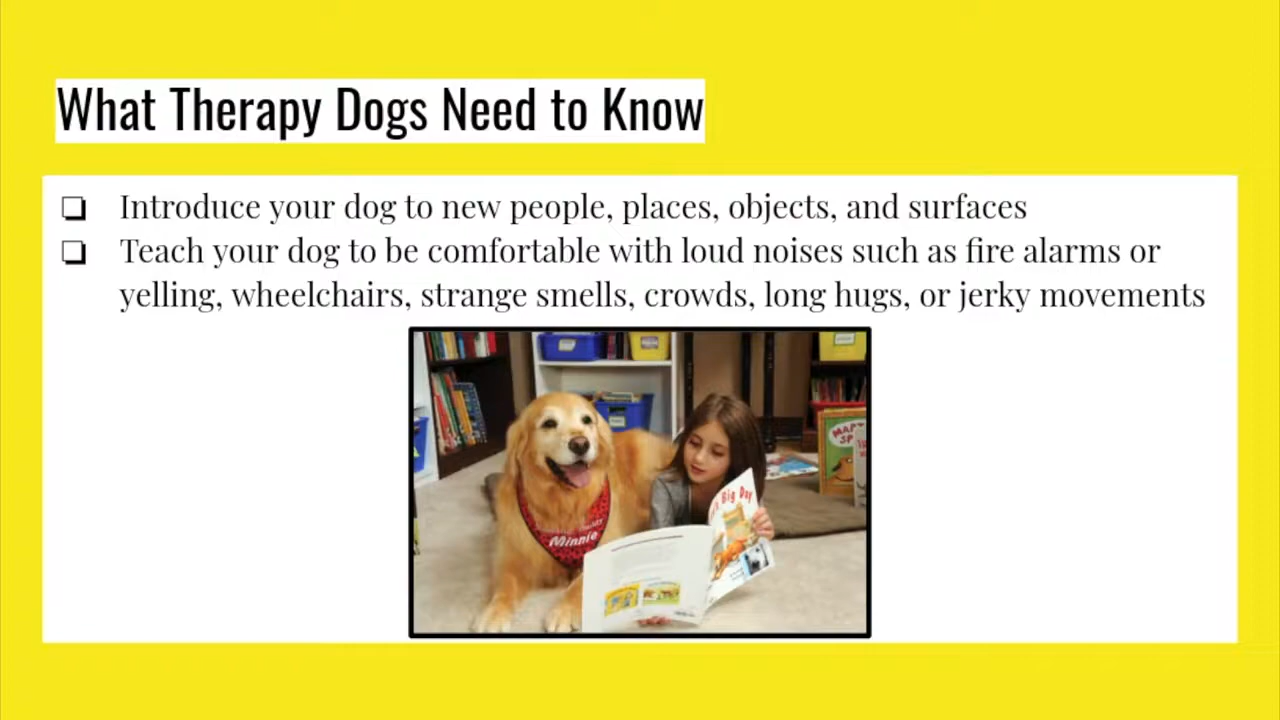 What Therapy Dogs Need to Know
❏ Introduce your dog to new people, places, objects, and surfaces
❏ Teach your dog to be comfortable with loud noises such as fire alarms or
yelling, wheelchairs, strange smells, crowds, long hugs, or jerky movements
Minnie
Big Day